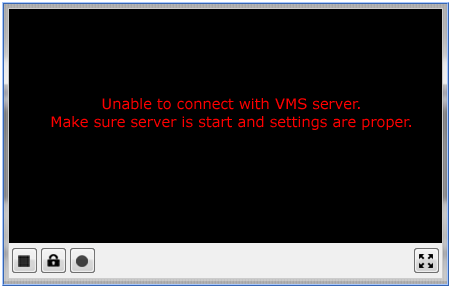 Unable to connect with VMS server.
Make sure server is start and settings are proper.